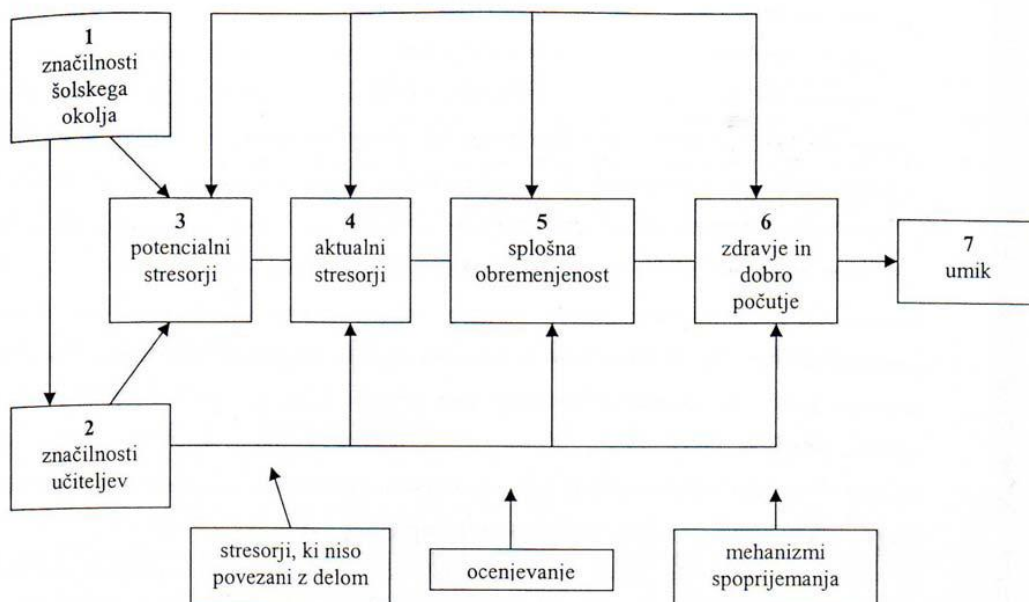 1
značilnosti
šolskega
okolja
3
potencialni
stresorji
4
aktualni
stresorji
5
splošna
obremenjenost
6
zdravje in
dobro
počutje
7
umik
2
značilnosti
učiteljev
stresorji, ki niso
povezani z delom
ocenjevanje
mehanizmi
spoprijemanja